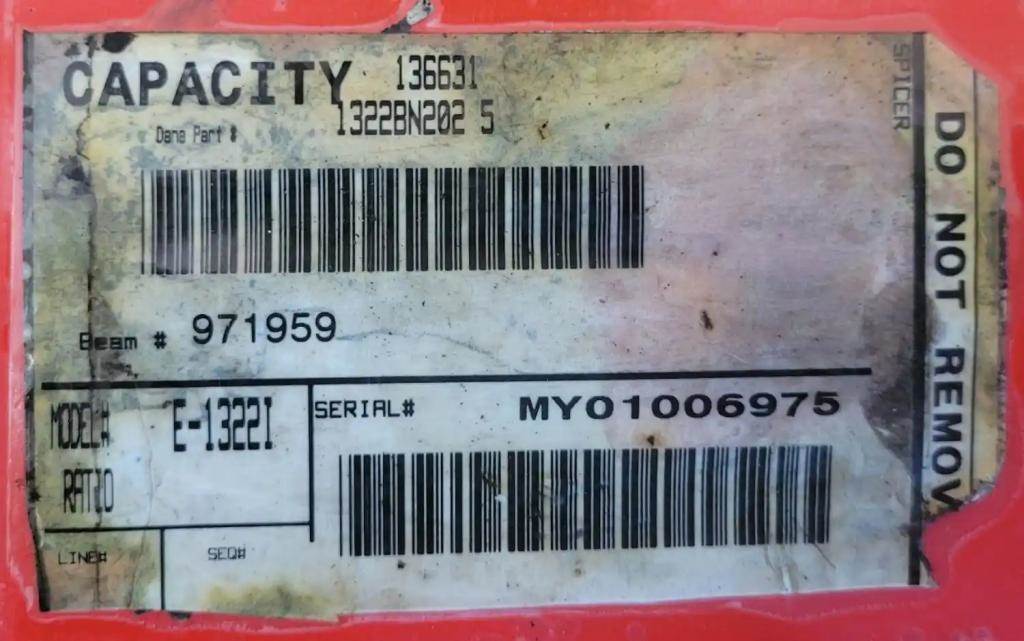 CAPACITY 136631
Dana Part # 1322BN202 5
Beam # 971959
MODEL# E-1322I
RATIO
SERIAL# MY01006975
LINE#
SEQ#
SPICER
DO NOT REMOV